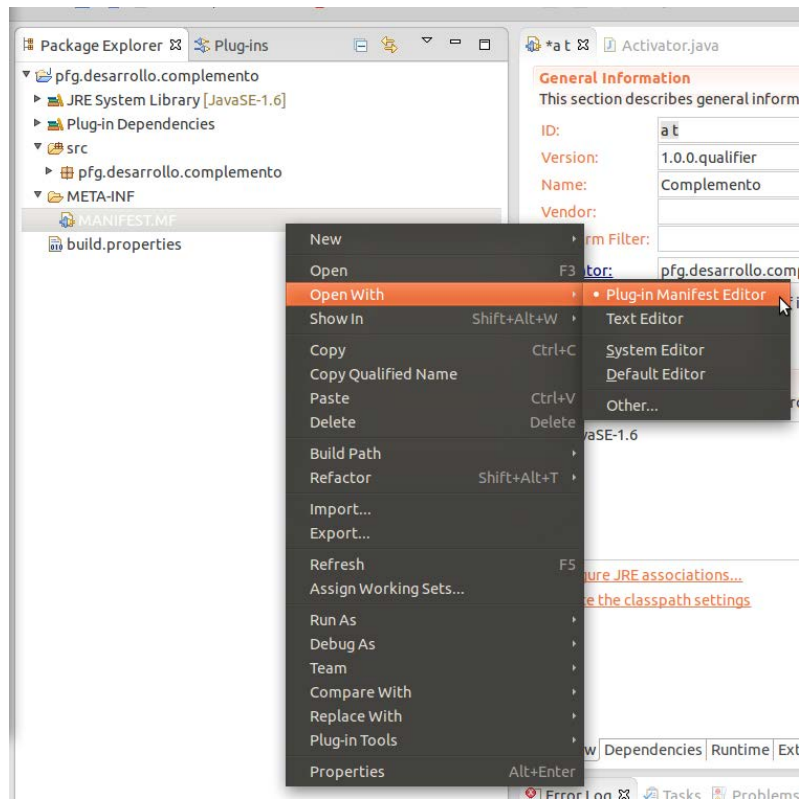 Package Explorer
Plug-ins
*a t
Activator.java
pfg.desarrollo.complemento
JRE System Library [JavaSE-1.6]
Plug-in Dependencies
src
pfg.desarrollo.complemento
META-INF
MANIFEST.MF
build.properties
General Information
This section describes general inform
ID: a t
Version: 1.0.0.qualifier
Name: Complemento
Vendor:
rm Filter:
tor: pfg.desarrollo.com
New
Open F3
Open With
Show In Shift+Alt+W
Copy Ctrl+C
Copy Qualified Name
Paste Ctrl+V
Delete Delete
Build Path
Refactor Shift+Alt+T
Import...
Export...
Refresh F5
Assign Working Sets...
Run As
Debug As
Team
Compare With
Replace With
Plug-in Tools
Properties Alt+Enter
• Plug-in Manifest Editor
Text Editor
System Editor
Default Editor
Other...
vaSE-1.6
ure JRE associations...
e the classpath settings
w Dependencies Runtime Ext
Error Log Tasks Problems